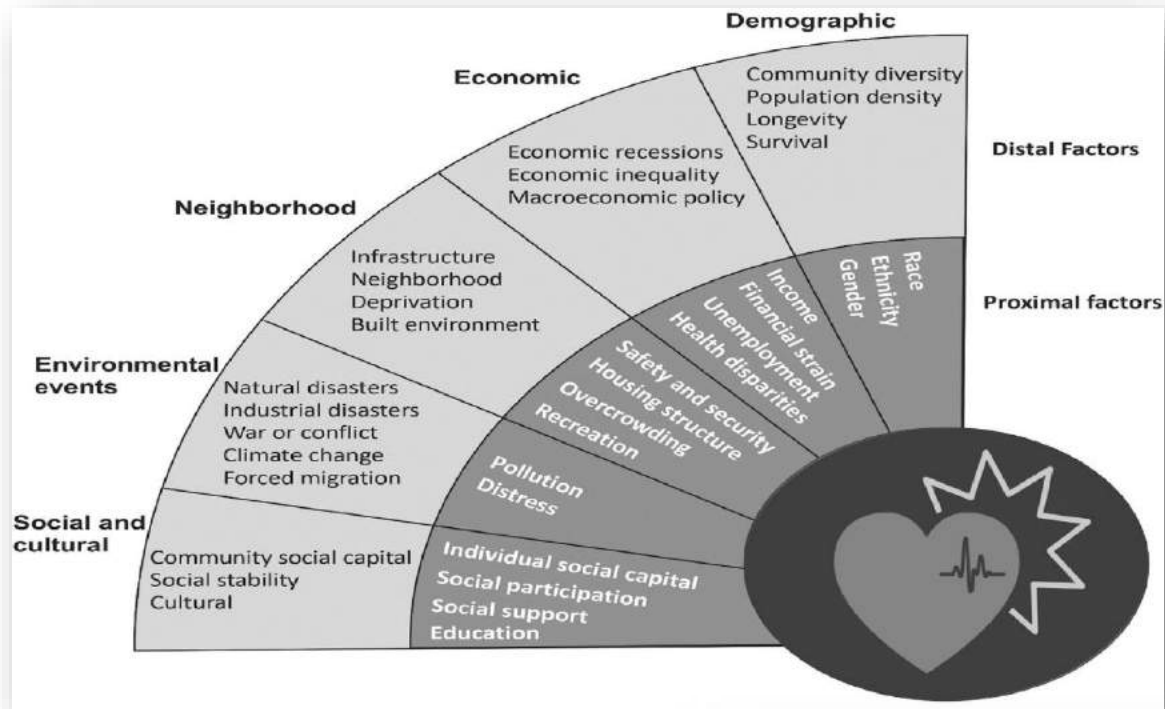 Demographic
Community diversity
Population density
Longevity
Survival
Economic
Economic recessions
Economic inequality
Macroeconomic policy
Distal Factors
Neighborhood
Infrastructure
Neighborhood
Deprivation
Built environment
Proximal factors
Race
Ethnicity
Gender
Income
Financial strain
Unemployment
Health disparities
Safety and security
Housing structure
Overcrowding
Recreation
Environmental
events
Natural disasters
Industrial disasters
War or conflict
Climate change
Forced migration
Pollution
Distress
Social and
cultural
Community social capital
Social stability
Cultural
Individual social capital
Social participation
Social support
Education